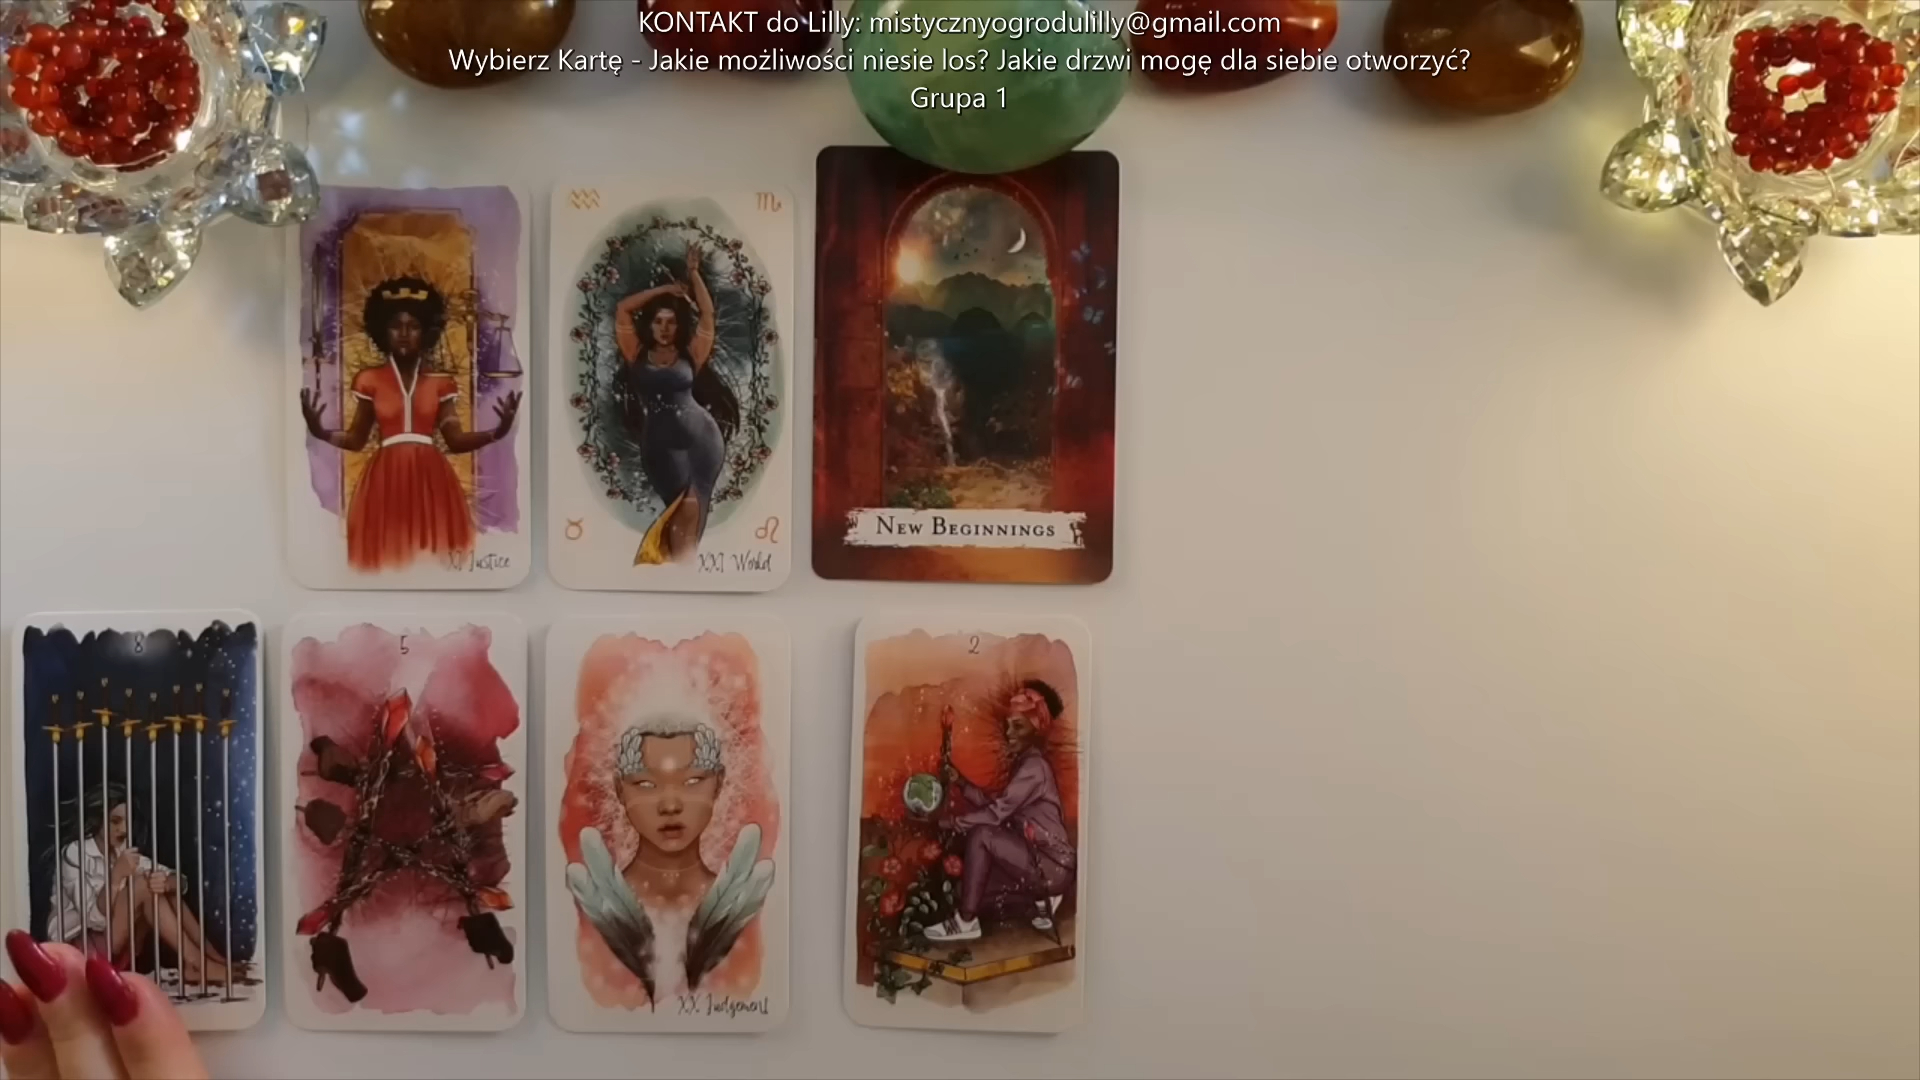 KONTAKT do Lilly: mistycznyogrodulilly@gmail.com
Wybierz Kartę - Jakie możliwości niesie los? Jakie drzwi mogę dla siebie otworzyć?
Grupa 1
XI Justice
XXI World
New Beginnings
8
5
2
XX Judgement